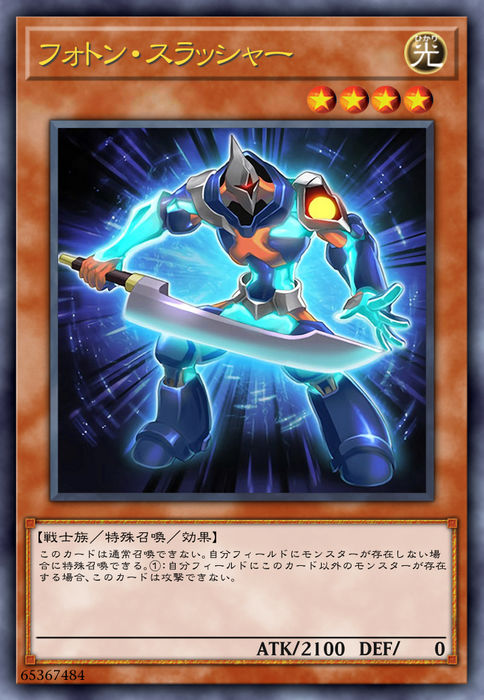 フォトン・スラッシャー
ひかり
光
【戦士族／特殊召喚／効果】
このカードは通常召喚できない。自分フィールドにモンスターが存在しない場
合に特殊召喚できる。①：自分フィールドにこのカード以外のモンスターが存在
する場合、このカードは攻撃できない。
ATK/2100 DEF/ 0
65367484